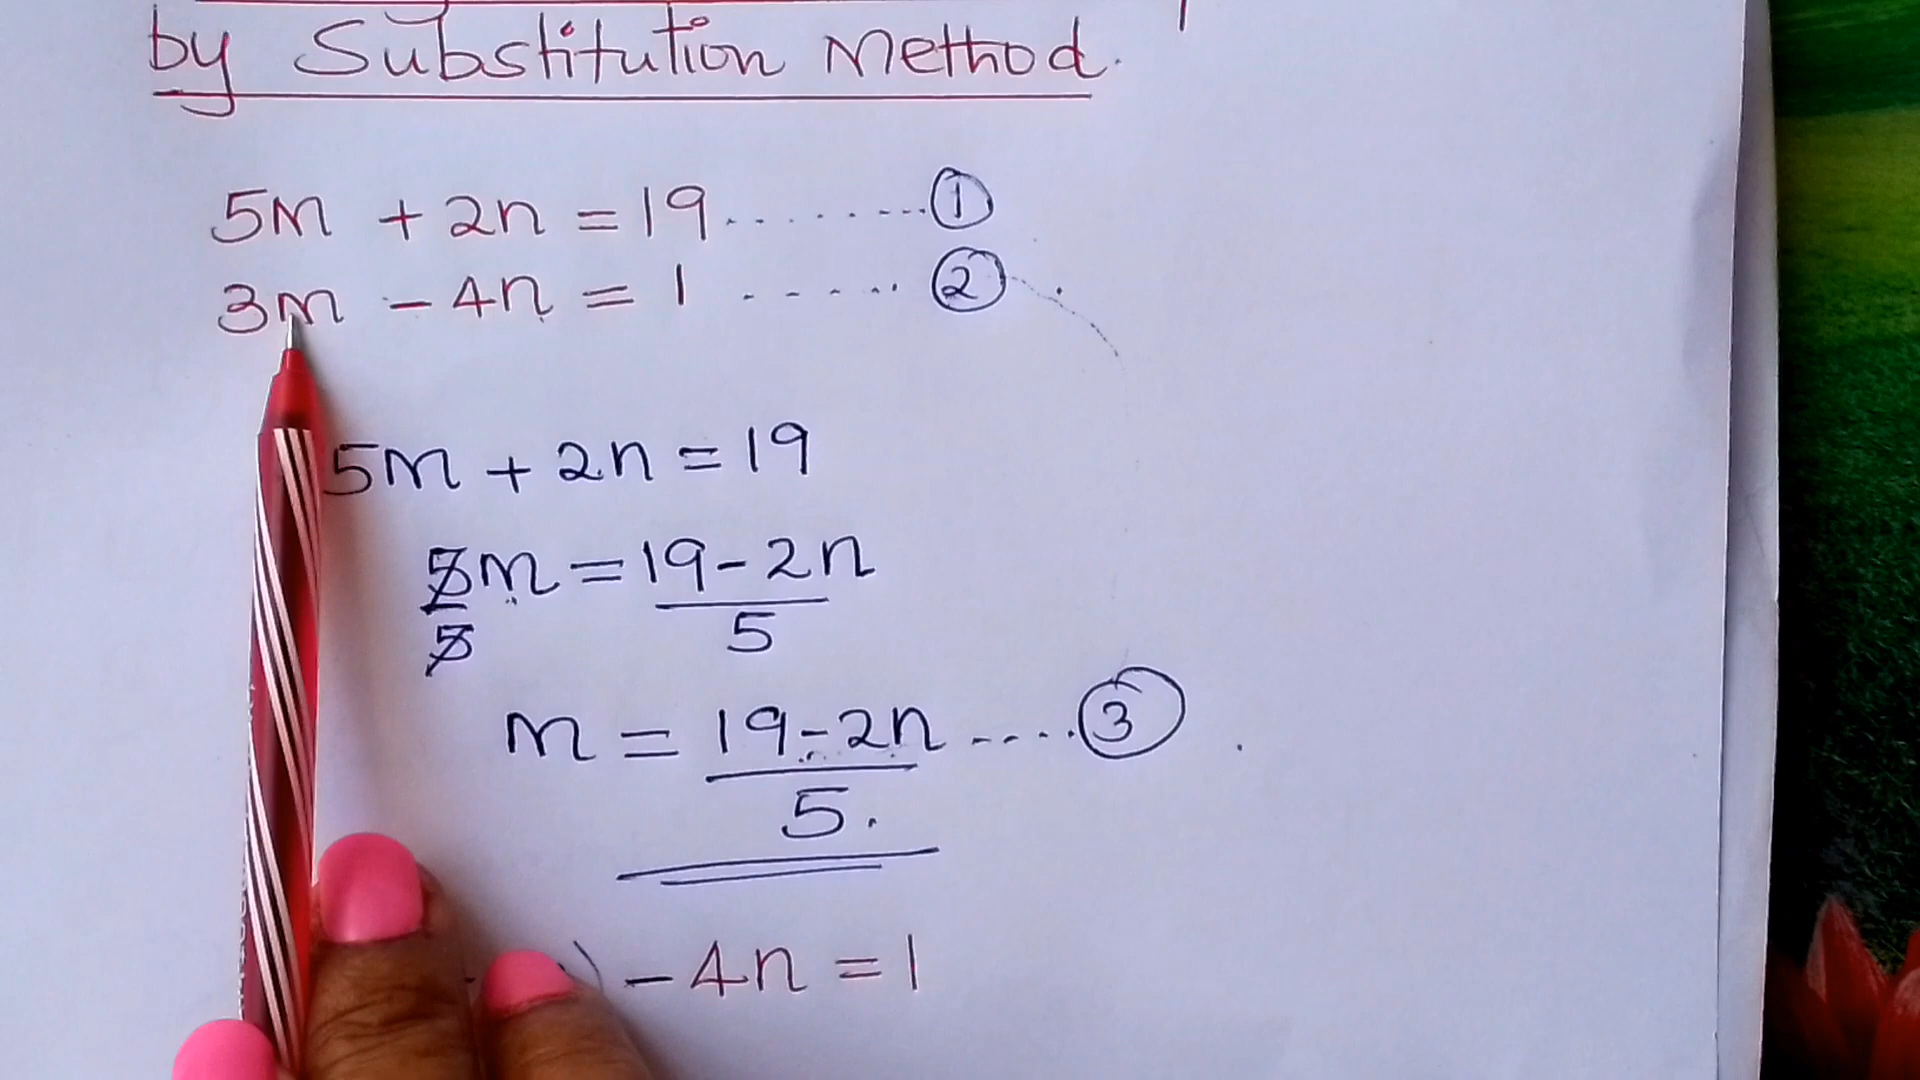 by Substitution Method.
5m + 2n = 19 ........ ①
3m - 4n = 1 ...... ②
5m + 2n = 19
5m = 19 - 2n
5 5
m = 19 - 2n .... ③
5.
) - 4n = 1